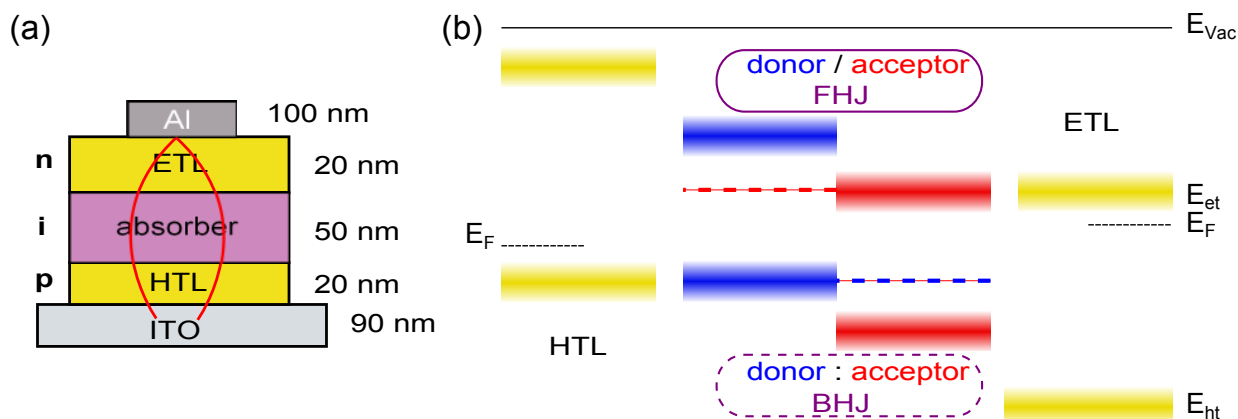 (a)
Al
100 nm
n
ETL
20 nm
i
absorber
50 nm
p
HTL
20 nm
ITO
90 nm
(b)
E_Vac
donor / acceptor
FHJ
ETL
E_et
E_F
E_F
HTL
donor : acceptor
BHJ
E_ht